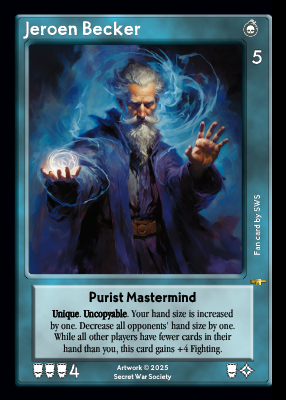 Jeroen Becker
5
Fan card by SWS
Purist Mastermind
Unique. Uncopyable. Your hand size is increased
by one. Decrease all opponents' hand size by one.
While all other players have fewer cards in their
hand than you, this card gains +4 Fighting.
4
Artwork © 2025
Secret War Society